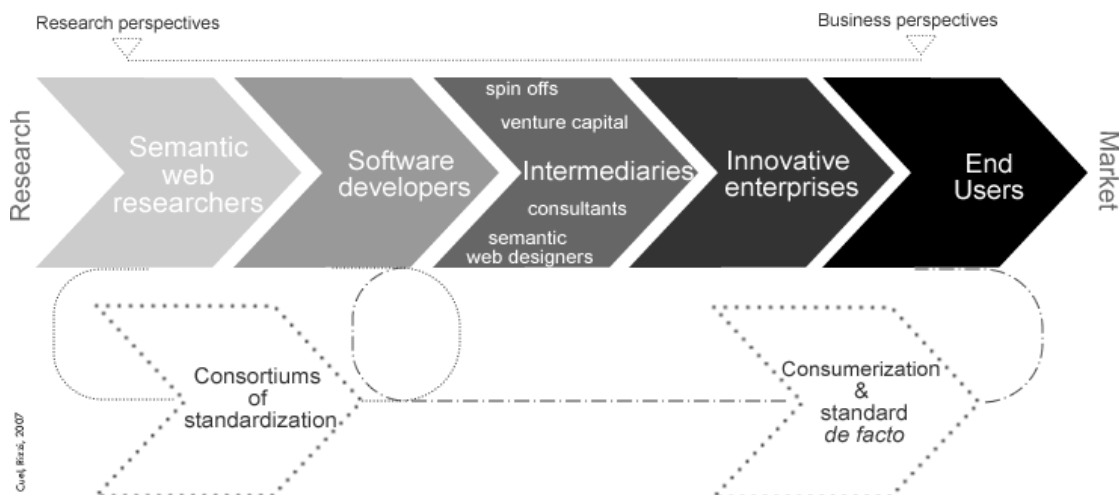 Research perspectives
Business perspectives
Research
Semantic
web
researchers
Software
developers
spin offs
venture capital
Intermediaries
consultants
semantic
web designers
Innovative
enterprises
End
Users
Market
Consortiums
of
standardization
Consumerization
&
standard
de facto
Cuel, Rizzi, 2007